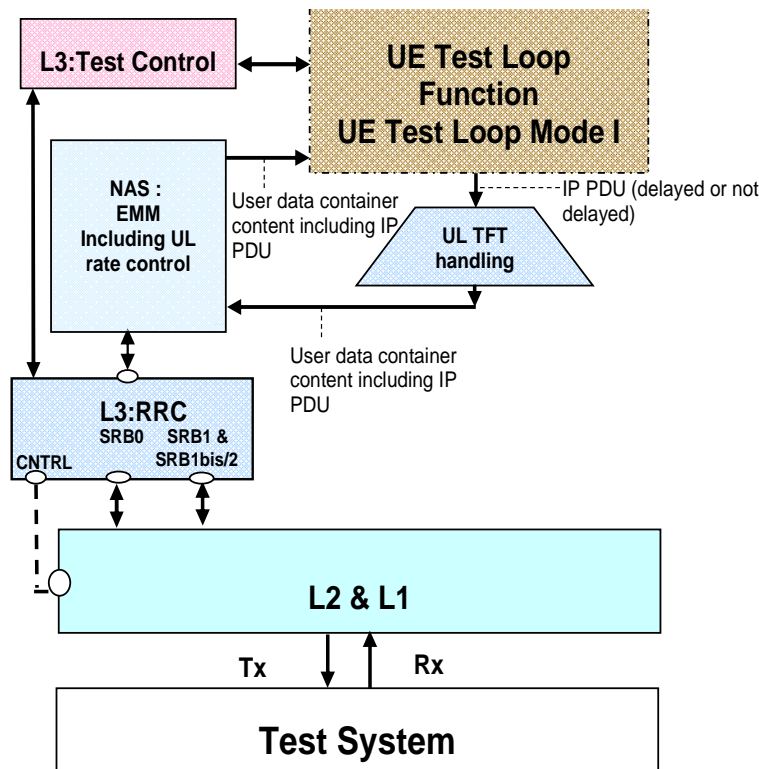 L3:Test Control
UE Test Loop
Function
UE Test Loop Mode I
NAS :
EMM
Including UL
rate control
User data container
content including IP
PDU
IP PDU (delayed or not
delayed)
UL TFT
handling
User data container
content including IP
PDU
L3:RRC
SRB0
SRB1 &
SRB1bis/2
CNTRL
L2 & L1
Tx
Rx
Test System